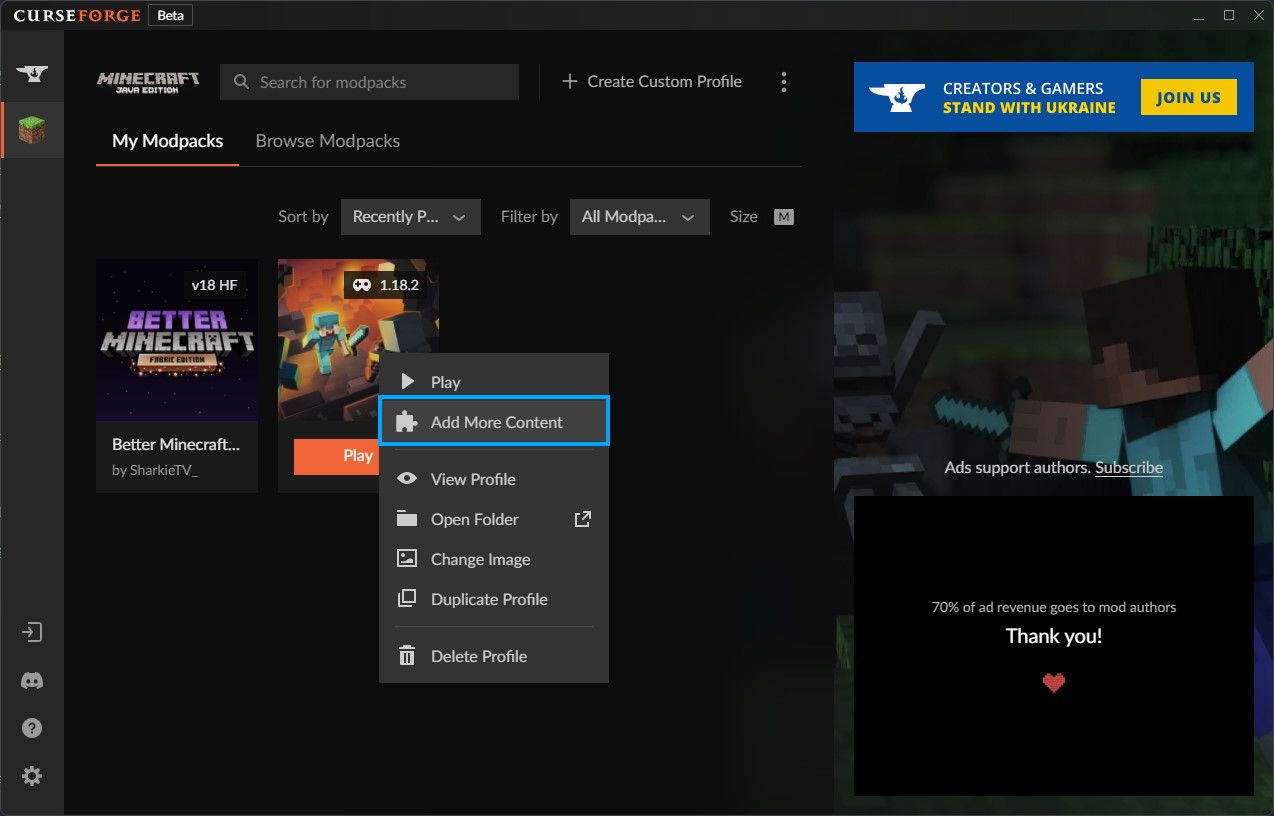 CURSEFORGE Beta
MINECRAFT
JAVA EDITION
Search for modpacks
Create Custom Profile
My Modpacks
Browse Modpacks
Sort by
Recently P...
Filter by
All Modpa...
Size
M
v18 HF
BETTER
MINECRAFT
FABRIC EDITION
Better Minecraft...
by SharkieTV_
1.18.2
Play
Play
Add More Content
View Profile
Open Folder
Change Image
Duplicate Profile
Delete Profile
CREATORS & GAMERS
STAND WITH UKRAINE
JOIN US
Ads support authors. Subscribe
70% of ad revenue goes to mod authors
Thank you!